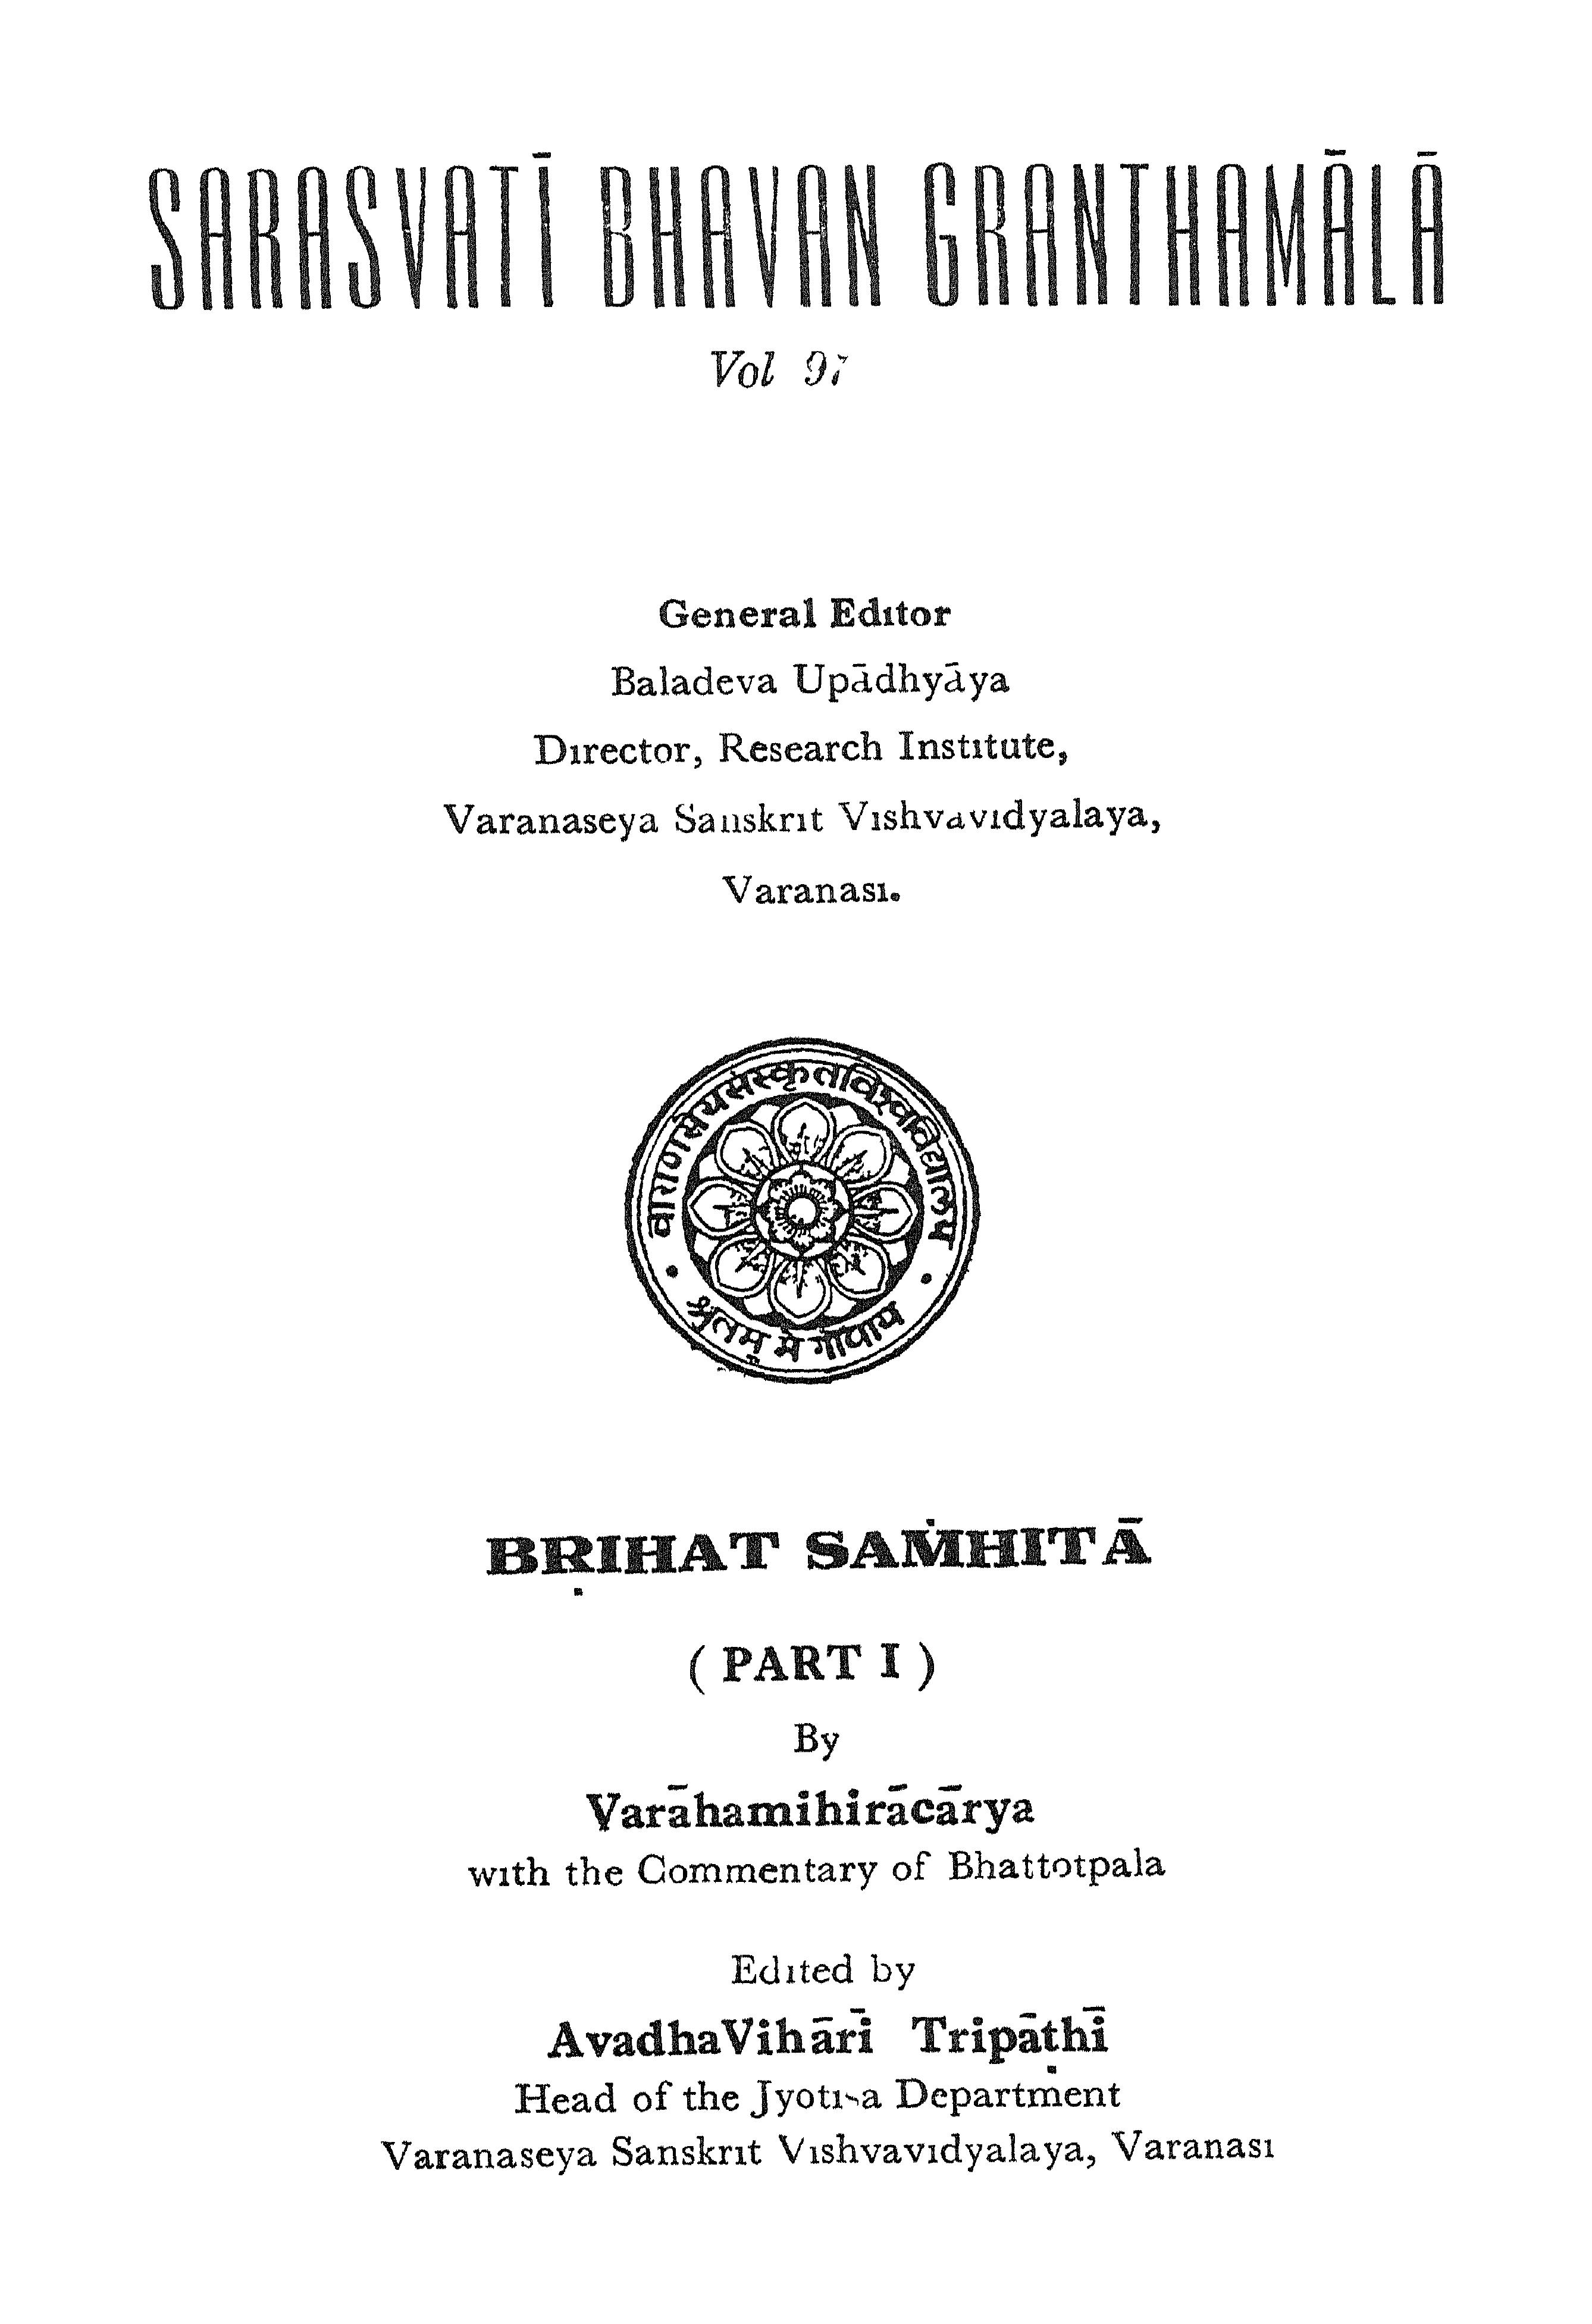 SARASVATĪ BHAVAN GRANTHAMĀLĀ
Vol 97
General Editor
Baladeva Upādhyāya
Director, Research Institute,
Varanaseya Sanskrit Vishvavidyalaya,
Varanasi.
वाराणसेयसंस्कृतविश्वविद्यालय
श्रुतम् मे गोपाय
BṚIHAT SAṀHITĀ
( PART I )
By
Varāhamihirācārya
with the Commentary of Bhattotpala
Edited by
AvadhaVihārī Tripāṭhī
Head of the Jyotisa Department
Varanaseya Sanskrit Vishvavidyalaya, Varanasi